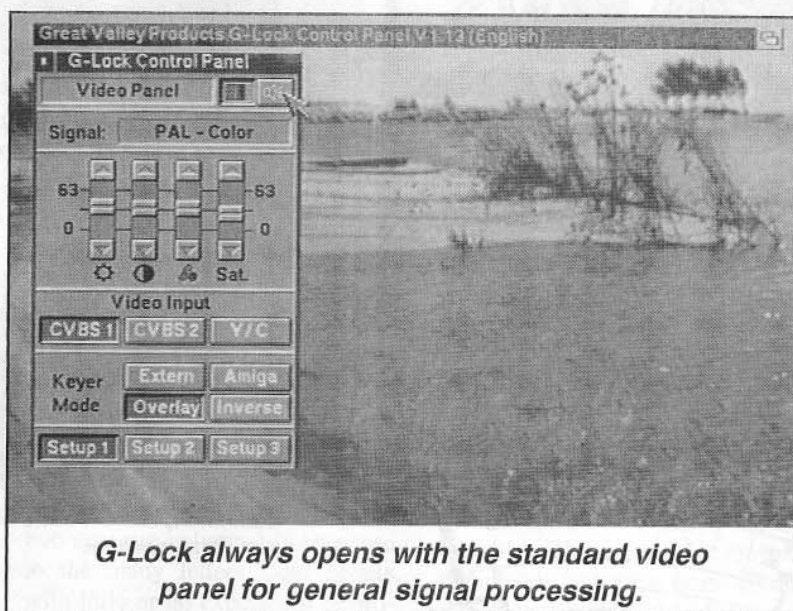 Great Valley Products G-Lock Control Panel V 1.12 (English)
G-Lock Control Panel
Video Panel
Signal: PAL - Color
63 63
0 0
Sat.
Video Input
CVBS 1 CVBS 2 Y/C
Keyer Mode
Extern Amiga
Overlay Inverse
Setup 1 Setup 2 Setup 3
G-Lock always opens with the standard video
panel for general signal processing.